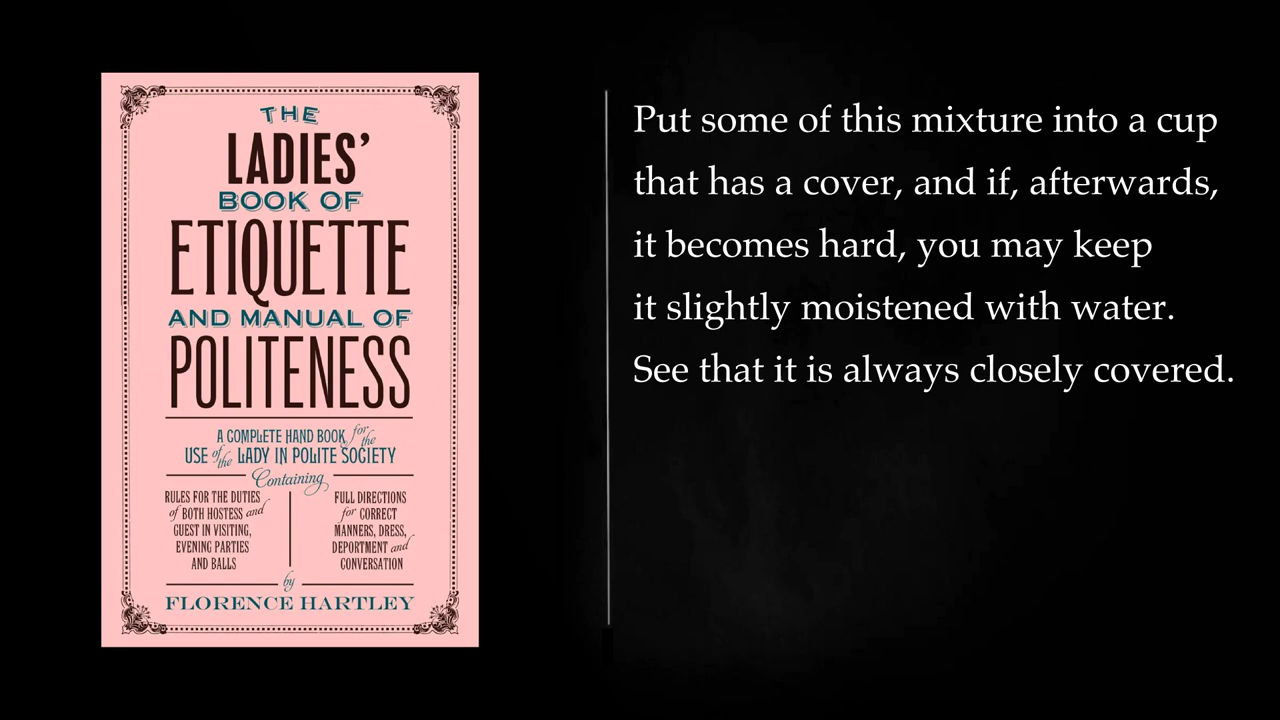 THE
LADIES'
BOOK OF
ETIQUETTE
AND MANUAL OF
POLITENESS
A COMPLETE HAND BOOK for the
USE of the LADY IN POLITE SOCIETY
Containing
RULES FOR THE DUTIES
of BOTH HOSTESS and
GUEST IN VISITING,
EVENING PARTIES
AND BALLS
FULL DIRECTIONS
for CORRECT
MANNERS, DRESS,
DEPORTMENT and
CONVERSATION
by
FLORENCE HARTLEY
Put some of this mixture into a cup
that has a cover, and if, afterwards,
it becomes hard, you may keep
it slightly moistened with water.
See that it is always closely covered.